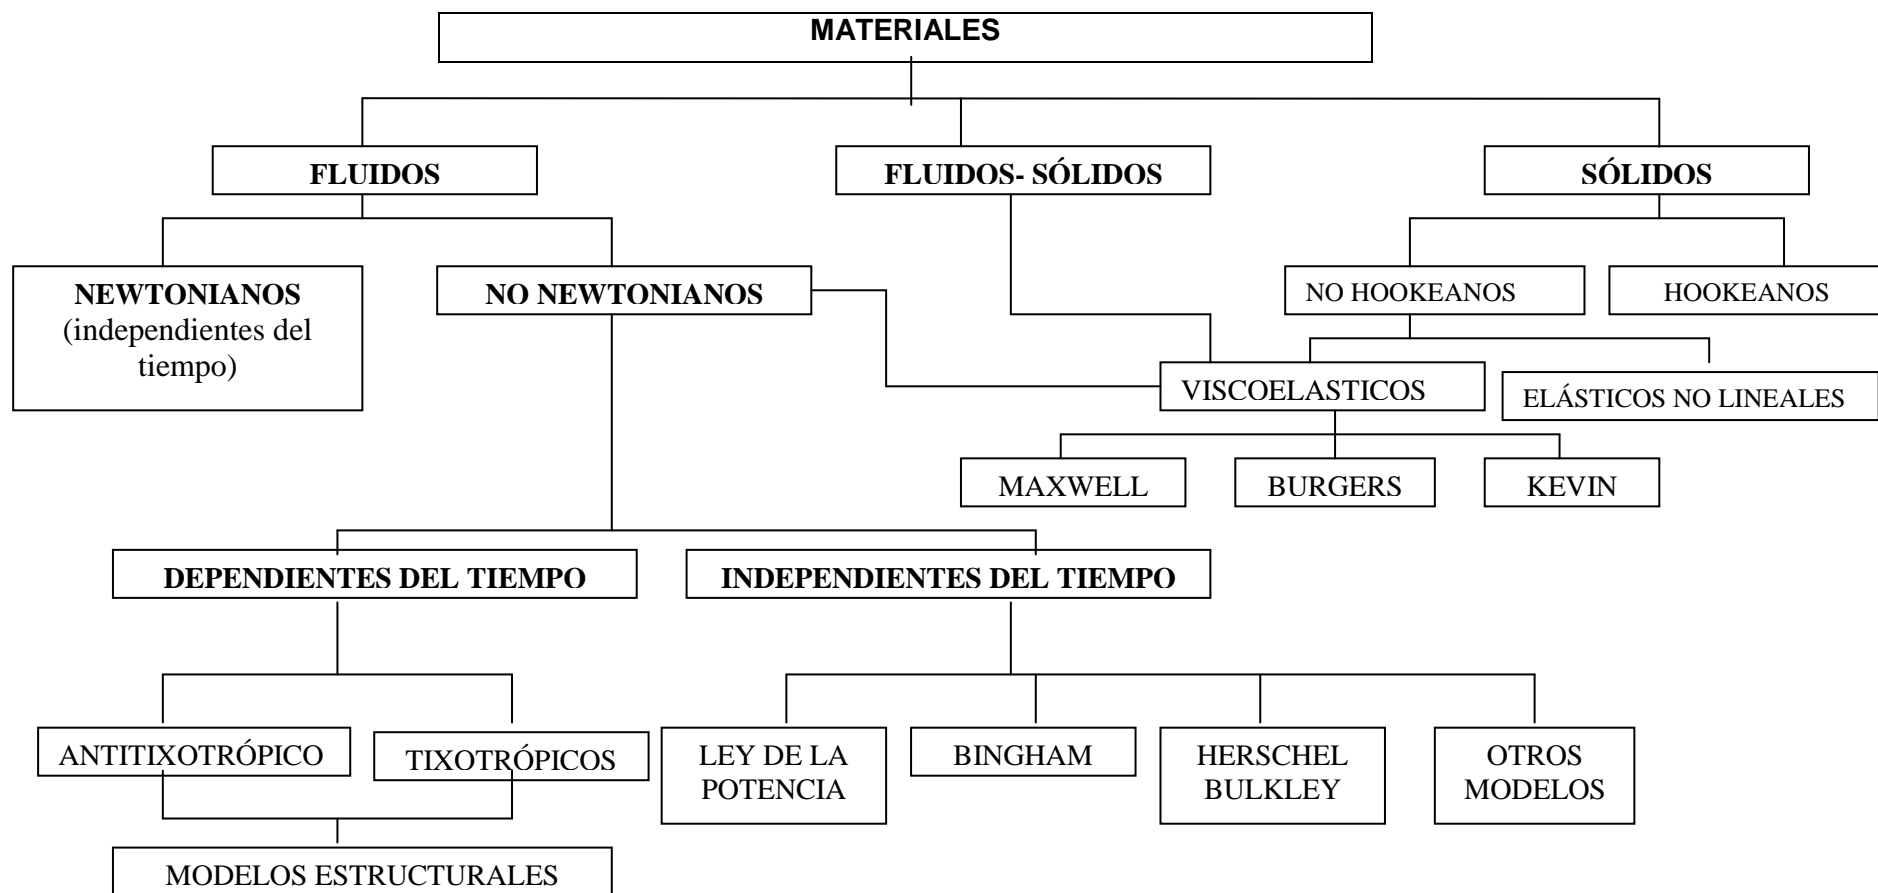 MATERIALES
FLUIDOS
FLUIDOS- SÓLIDOS
SÓLIDOS
NEWTONIANOS
(independientes del
tiempo)
NO NEWTONIANOS
NO HOOKEANOS
HOOKEANOS
VISCOELASTICOS
ELÁSTICOS NO LINEALES
MAXWELL
BURGERS
KEVIN
DEPENDIENTES DEL TIEMPO
INDEPENDIENTES DEL TIEMPO
ANTITIXOTRÓPICO
TIXOTRÓPICOS
LEY DE LA
POTENCIA
BINGHAM
HERSCHEL
BULKLEY
OTROS
MODELOS
MODELOS ESTRUCTURALES